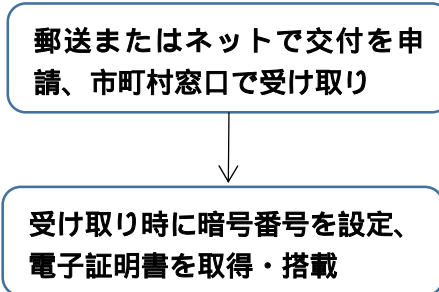 郵送またはネットで交付を申
請、市町村窓口で受け取り
受け取り時に暗号番号を設定、
電子証明書を取得・搭載